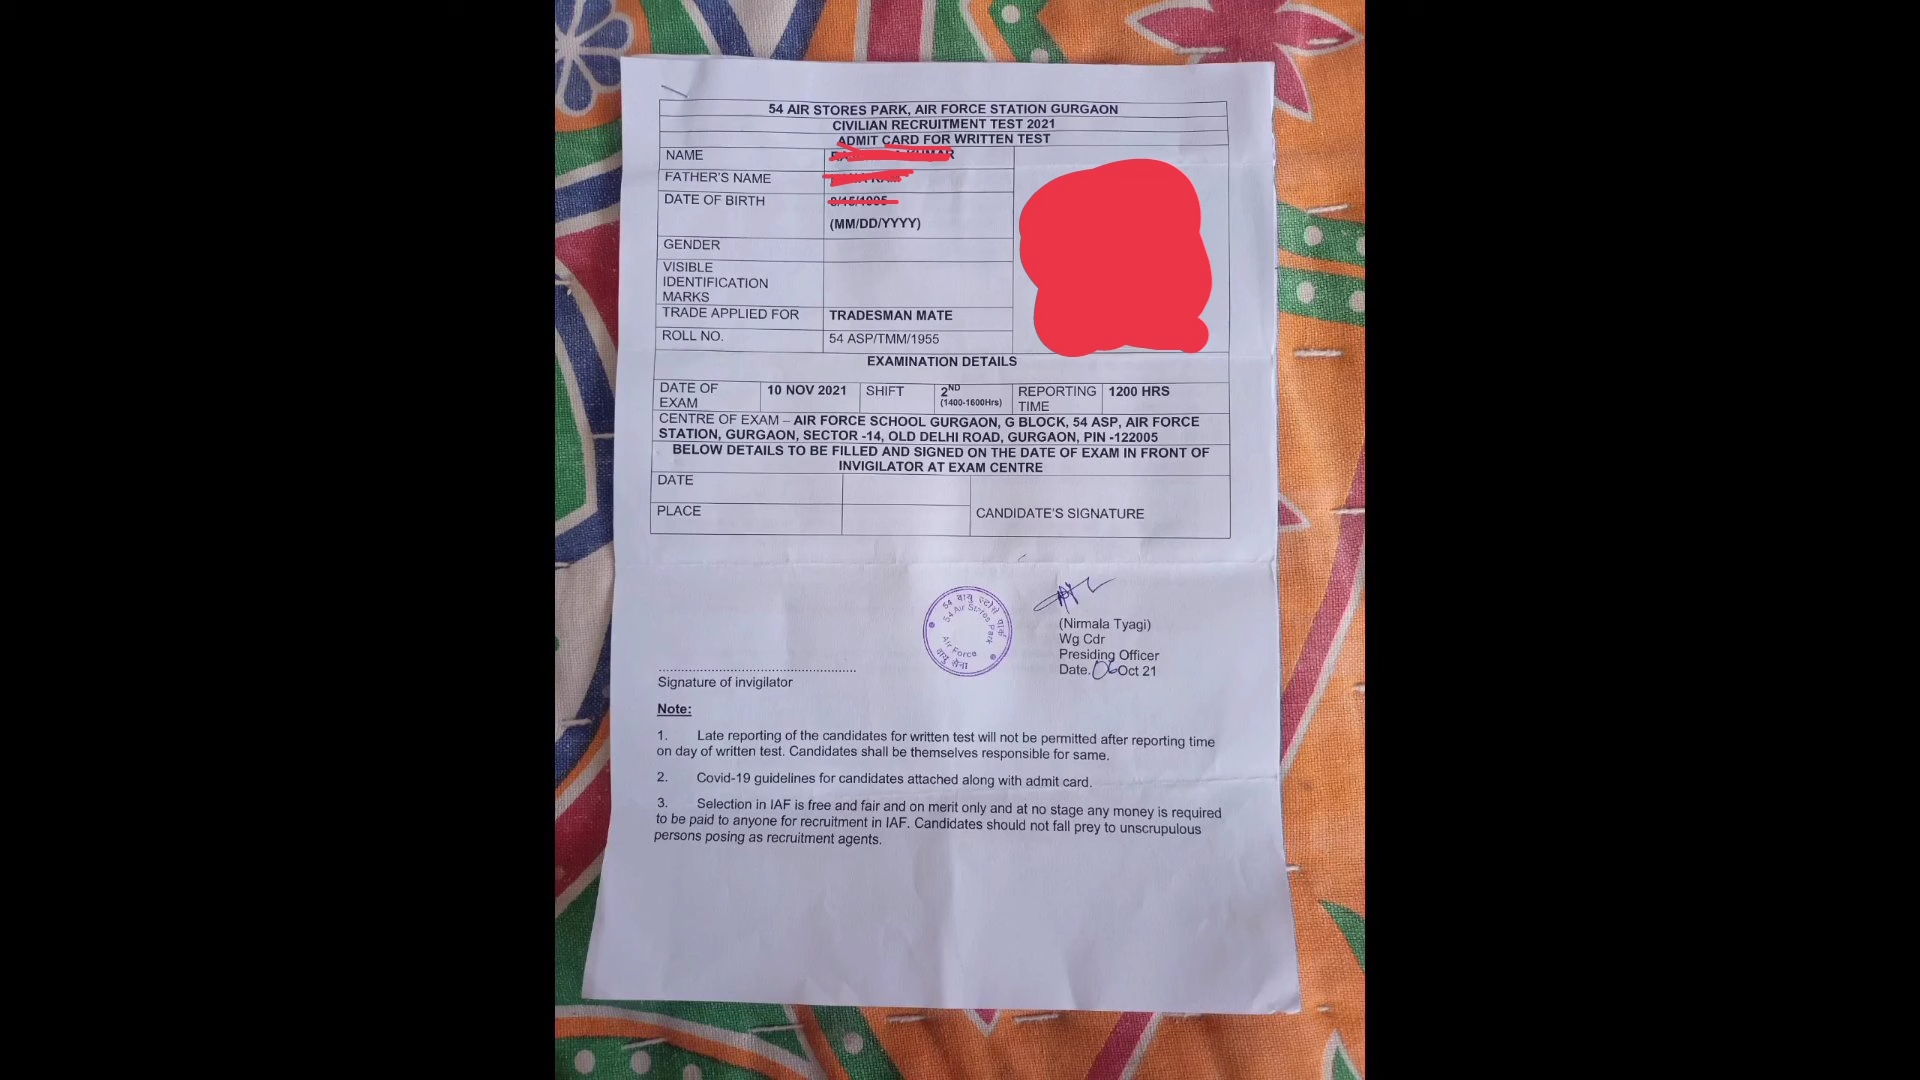 54 AIR STORES PARK, AIR FORCE STATION GURGAON
CIVILIAN RECRUITMENT TEST 2021
ADMIT CARD FOR WRITTEN TEST
NAME
FATHER'S NAME
DATE OF BIRTH
(MM/DD/YYYY)
GENDER
VISIBLE
IDENTIFICATION
MARKS
TRADE APPLIED FOR TRADESMAN MATE
ROLL NO. 54 ASP/TMM/1955
EXAMINATION DETAILS
DATE OF EXAM 10 NOV 2021 SHIFT 2ND (1400-1600Hrs) REPORTING TIME 1200 HRS
CENTRE OF EXAM – AIR FORCE SCHOOL GURGAON, G BLOCK, 54 ASP, AIR FORCE
STATION, GURGAON, SECTOR -14, OLD DELHI ROAD, GURGAON, PIN -122005
BELOW DETAILS TO BE FILLED AND SIGNED ON THE DATE OF EXAM IN FRONT OF
INVIGILATOR AT EXAM CENTRE
DATE
PLACE CANDIDATE'S SIGNATURE
54 वायु स्टोर्स पार्क
54 Air Stores Park
Air Force
वायु सेना
(Nirmala Tyagi)
Wg Cdr
Presiding Officer
Date. 06 Oct 21
Signature of invigilator
Note:
1. Late reporting of the candidates for written test will not be permitted after reporting time
on day of written test. Candidates shall be themselves responsible for same.
2. Covid-19 guidelines for candidates attached along with admit card.
3. Selection in IAF is free and fair and on merit only and at no stage any money is required
to be paid to anyone for recruitment in IAF. Candidates should not fall prey to unscrupulous
persons posing as recruitment agents.